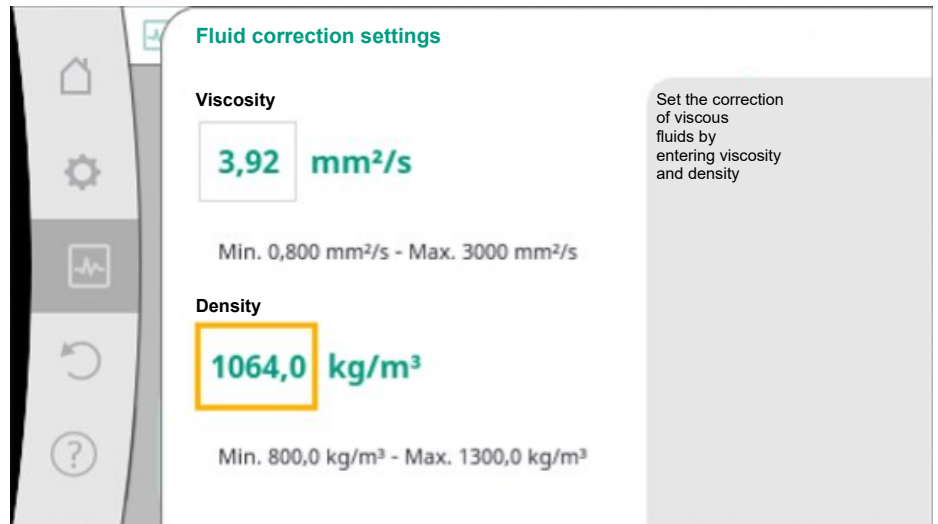 Fluid correction settings
Viscosity
3,92 mm²/s
Min. 0,800 mm²/s - Max. 3000 mm²/s
Density
1064,0 kg/m³
Min. 800,0 kg/m³ - Max. 1300,0 kg/m³
Set the correction
of viscous
fluids by
entering viscosity
and density
?